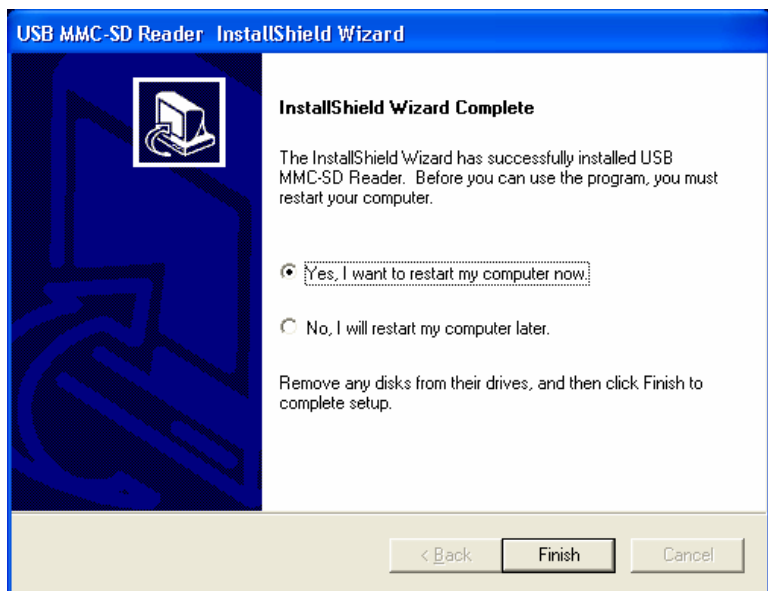 USB MMC-SD Reader  InstallShield Wizard
InstallShield Wizard Complete
The InstallShield Wizard has successfully installed USB
MMC-SD Reader.  Before you can use the program, you must
restart your computer.
Yes, I want to restart my computer now.
No, I will restart my computer later.
Remove any disks from their drives, and then click Finish to
complete setup.
< Back
Finish
Cancel